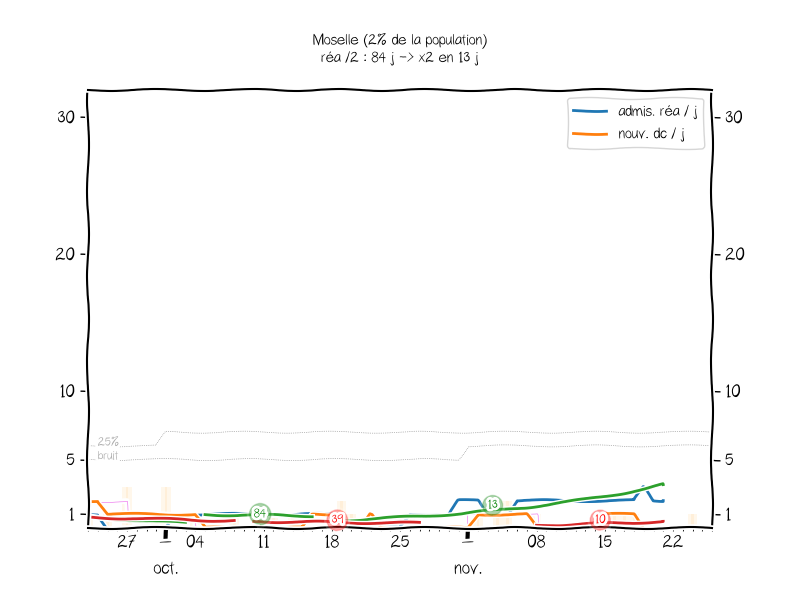 Moselle (2% de la population)
réa /2 : 84 j -> x2 en 13 j
30 30
admis. réa / j
nouv. dc / j
20 20
10 10
25%
bruit
5 5
13
1 84 39 10 1
27 04 11 18 25 08 15 22
oct. nov.